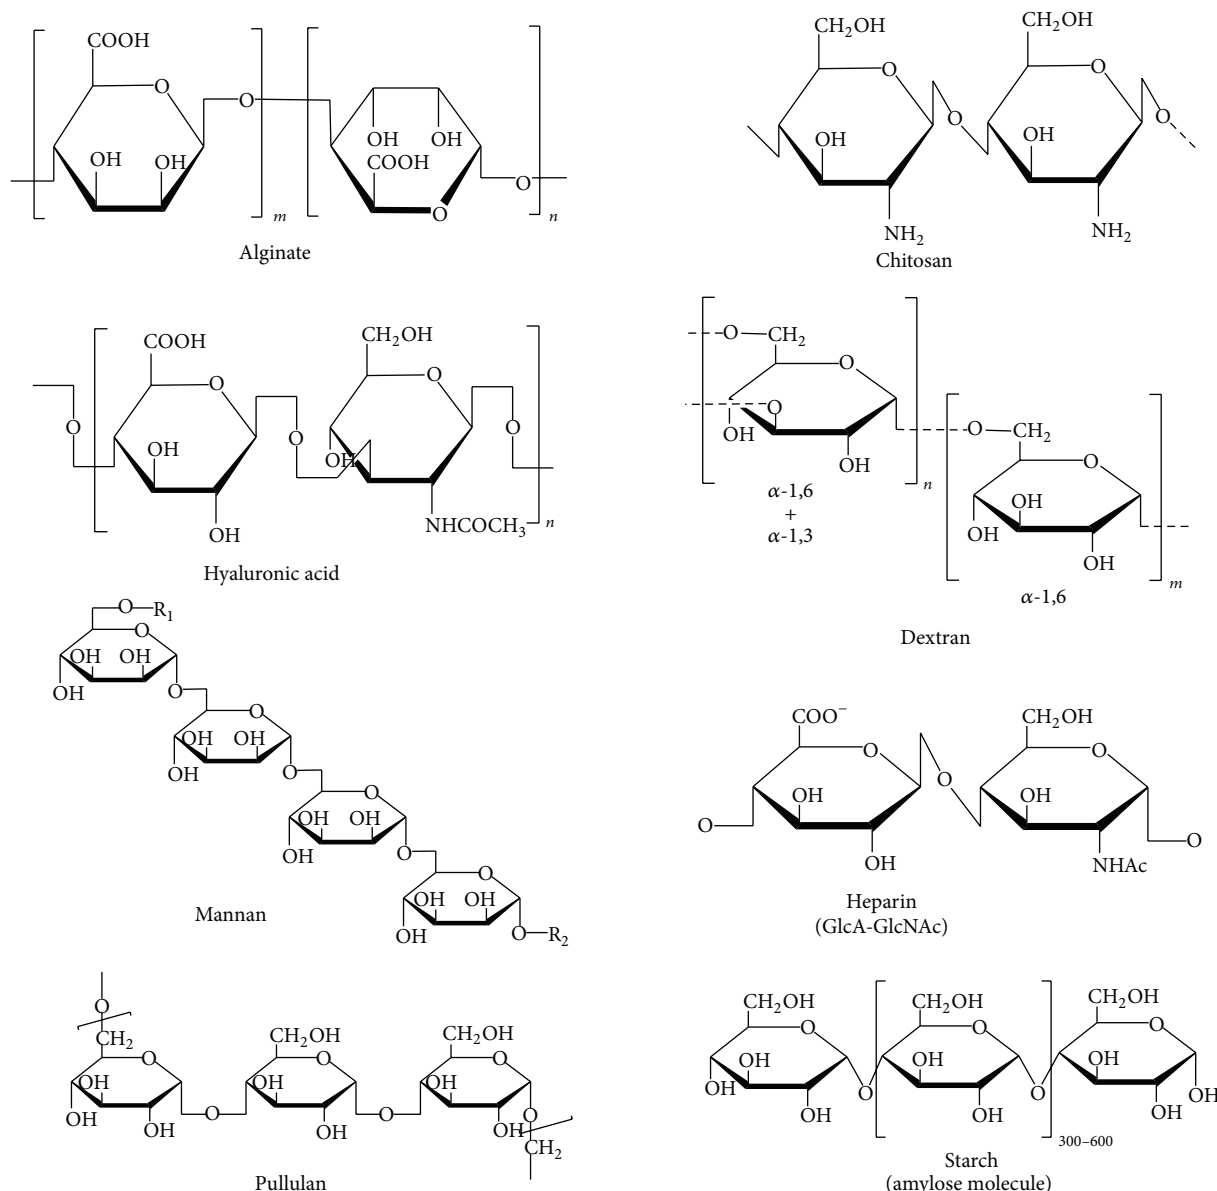 COOH
O
O
OH
OH
m
OH
OH
COOH
O
O
n
Alginate
CH₂OH
O
OH
NH₂
O
CH₂OH
O
OH
NH₂
O
Chitosan
O
COOH
O
OH
OH
O
CH₂OH
O
OH
NHCOCH₃
O
n
Hyaluronic acid
O
CH₂
O
O
OH
OH
n
α-1,6
+
α-1,3
O
CH₂
O
OH
OH
OH
m
α-1,6
Dextran
O
R₁
O
OH
OH
OH
O
O
OH
OH
OH
O
O
OH
OH
OH
O
O
OH
OH
OH
O
R₂
Mannan
COO⁻
O
OH
O
OH
O
CH₂OH
O
OH
NHAc
O
Heparin
(GlcA-GlcNAc)
O
CH₂
O
OH
OH
OH
O
CH₂OH
O
OH
OH
O
CH₂OH
O
OH
OH
O
CH₂
Pullulan
CH₂OH
O
OH
OH
OH
O
CH₂OH
O
OH
OH
O
300–600
CH₂OH
O
OH
OH
OH
Starch
(amylose molecule)